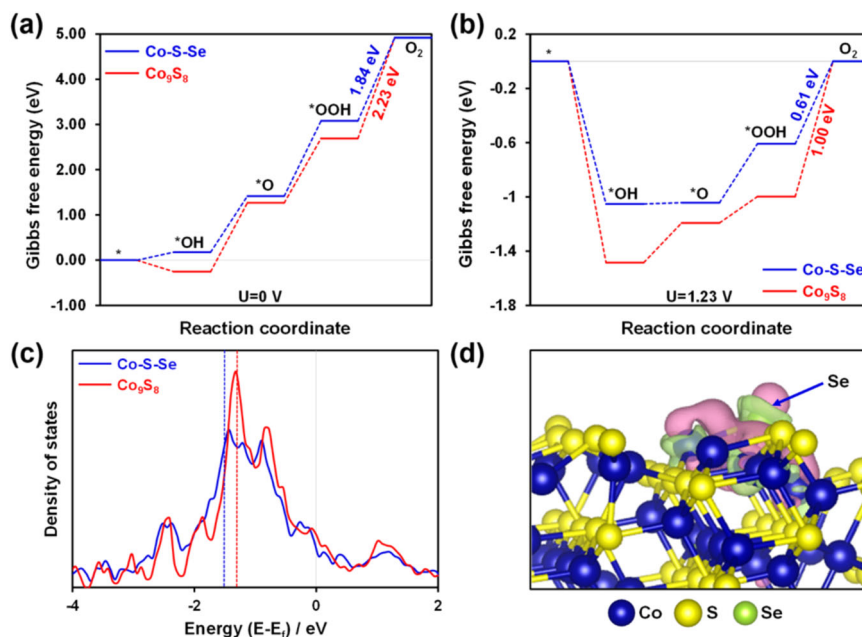 (a)
5.00
4.00
3.00
2.00
1.00
0.00
-1.00
Gibbs free energy (eV)
Co-S-Se
Co₉S₈
*
*OH
*O
*OOH
O₂
1.84 eV
2.23 eV
U=0 V
Reaction coordinate
(b)
0.2
-0.2
-0.6
-1
-1.4
-1.8
Gibbs free energy (eV)
*
*OH
*O
*OOH
O₂
0.61 eV
1.00 eV
Co-S-Se
Co₉S₈
U=1.23 V
Reaction coordinate
(c)
Co-S-Se
Co₉S₈
Density of states
-4
-2
0
2
Energy (E-Ef) / eV
(d)
Se
Co
S
Se